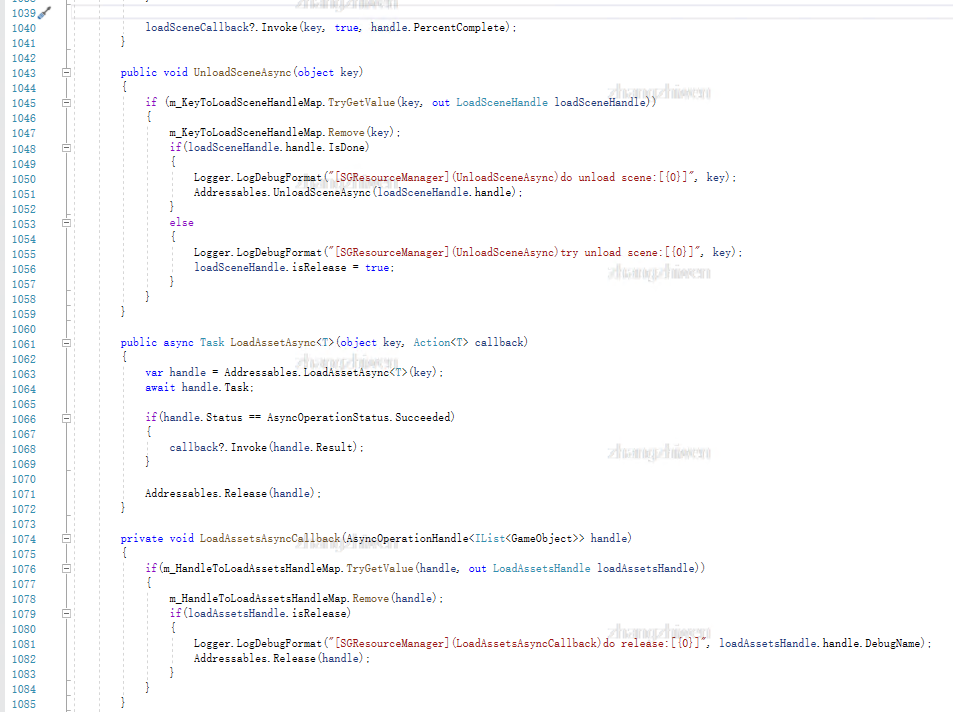 1039
1040 loadSceneCallback?.Invoke(key, true, handle.PercentComplete);
1041 }
1042
1043 public void UnloadSceneAsync(object key)
1044 {
1045 if (m_KeyToLoadSceneHandleMap.TryGetValue(key, out LoadSceneHandle loadSceneHandle))
1046 {
1047 m_KeyToLoadSceneHandleMap.Remove(key);
1048 if(loadSceneHandle.handle.IsDone)
1049 {
1050 Logger.LogDebugFormat("[SGResourceManager](UnloadSceneAsync)do unload scene:[{0}]", key);
1051 Addressables.UnloadSceneAsync(loadSceneHandle.handle);
1052 }
1053 else
1054 {
1055 Logger.LogDebugFormat("[SGResourceManager](UnloadSceneAsync)try unload scene:[{0}]", key);
1056 loadSceneHandle.isRelease = true;
1057 }
1058 }
1059 }
1060
1061 public async Task LoadAssetAsync<T>(object key, Action<T> callback)
1062 {
1063 var handle = Addressables.LoadAssetAsync<T>(key);
1064 await handle.Task;
1065
1066 if(handle.Status == AsyncOperationStatus.Succeeded)
1067 {
1068 callback?.Invoke(handle.Result);
1069 }
1070
1071 Addressables.Release(handle);
1072 }
1073
1074 private void LoadAssetsAsyncCallback(AsyncOperationHandle<IList<GameObject>> handle)
1075 {
1076 if(m_HandleToLoadAssetsHandleMap.TryGetValue(handle, out LoadAssetsHandle loadAssetsHandle))
1077 {
1078 m_HandleToLoadAssetsHandleMap.Remove(handle);
1079 if(loadAssetsHandle.isRelease)
1080 {
1081 Logger.LogDebugFormat("[SGResourceManager](LoadAssetsAsyncCallback)do release:[{0}]", loadAssetsHandle.handle.DebugName);
1082 Addressables.Release(handle);
1083 }
1084 }
1085 }